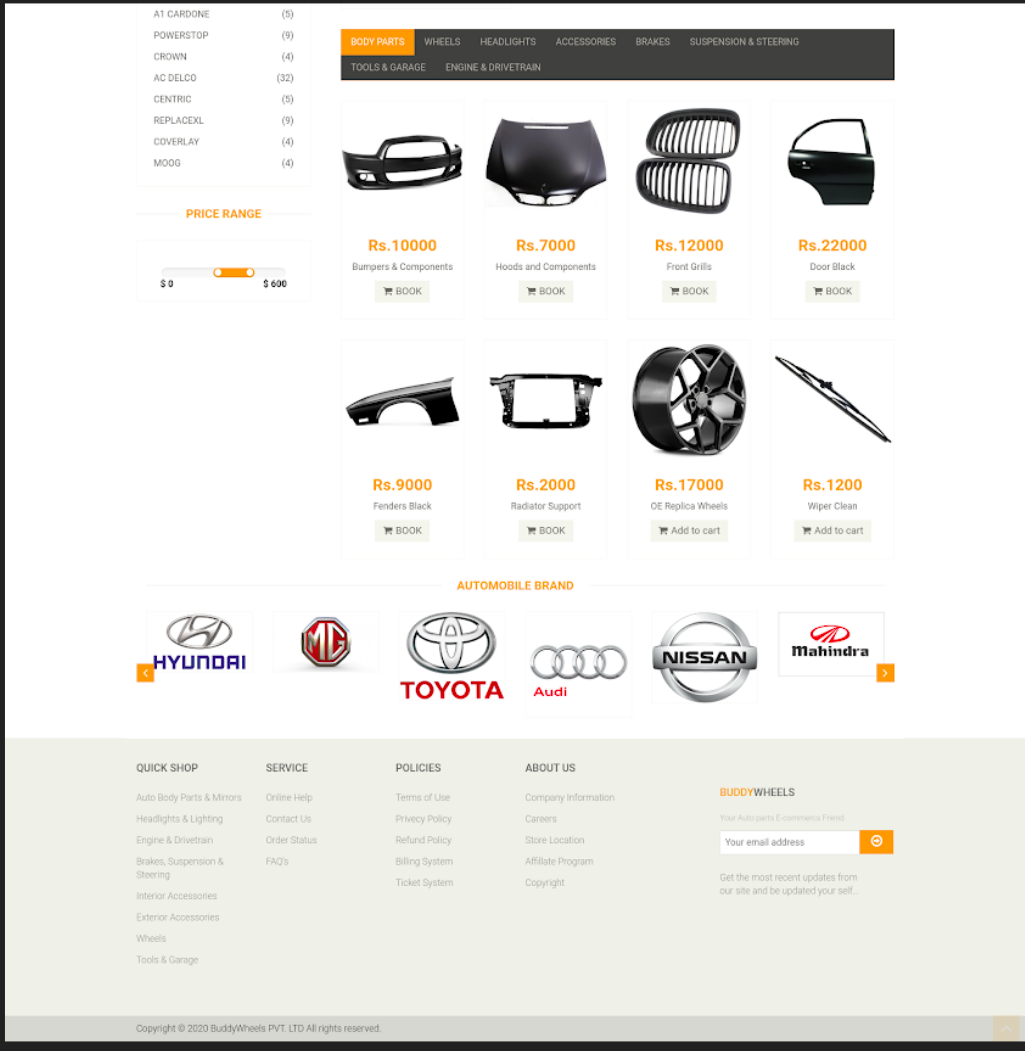 A1 CARDONE (5)
POWERSTOP (9)
CROWN (4)
AC DELCO (32)
CENTRIC (5)
REPLACEXL (9)
COVERLAY (4)
MOOG (4)
PRICE RANGE
$ 0 $ 600
BODY PARTS WHEELS HEADLIGHTS ACCESSORIES BRAKES SUSPENSION & STEERING
TOOLS & GARAGE ENGINE & DRIVETRAIN
Rs.10000 Rs.7000 Rs.12000 Rs.22000
Bumpers & Components Hoods and Components Front Grills Door Black
BOOK BOOK BOOK BOOK
Rs.9000 Rs.2000 Rs.17000 Rs.1200
Fenders Black Radiator Support OE Replica Wheels Wiper Clean
BOOK BOOK Add to cart Add to cart
AUTOMOBILE BRAND
HYUNDAI
MG
TOYOTA
Audi
NISSAN
Mahindra
QUICK SHOP
Auto Body Parts & Mirrors
Headlights & Lighting
Engine & Drivetrain
Brakes, Suspension &
Steering
Interior Accessories
Exterior Accessories
Wheels
Tools & Garage
SERVICE
Online Help
Contact Us
Order Status
FAQ's
POLICIES
Terms of Use
Privecy Policy
Refund Policy
Billing System
Ticket System
ABOUT US
Company Information
Careers
Store Location
Affillate Program
Copyright
BUDDYWHEELS
Your Auto parts E-commerce Friend
Your email address
Get the most recent updates from
our site and be updated your self...
Copyright © 2020 BuddyWheels PVT. LTD All rights reserved.